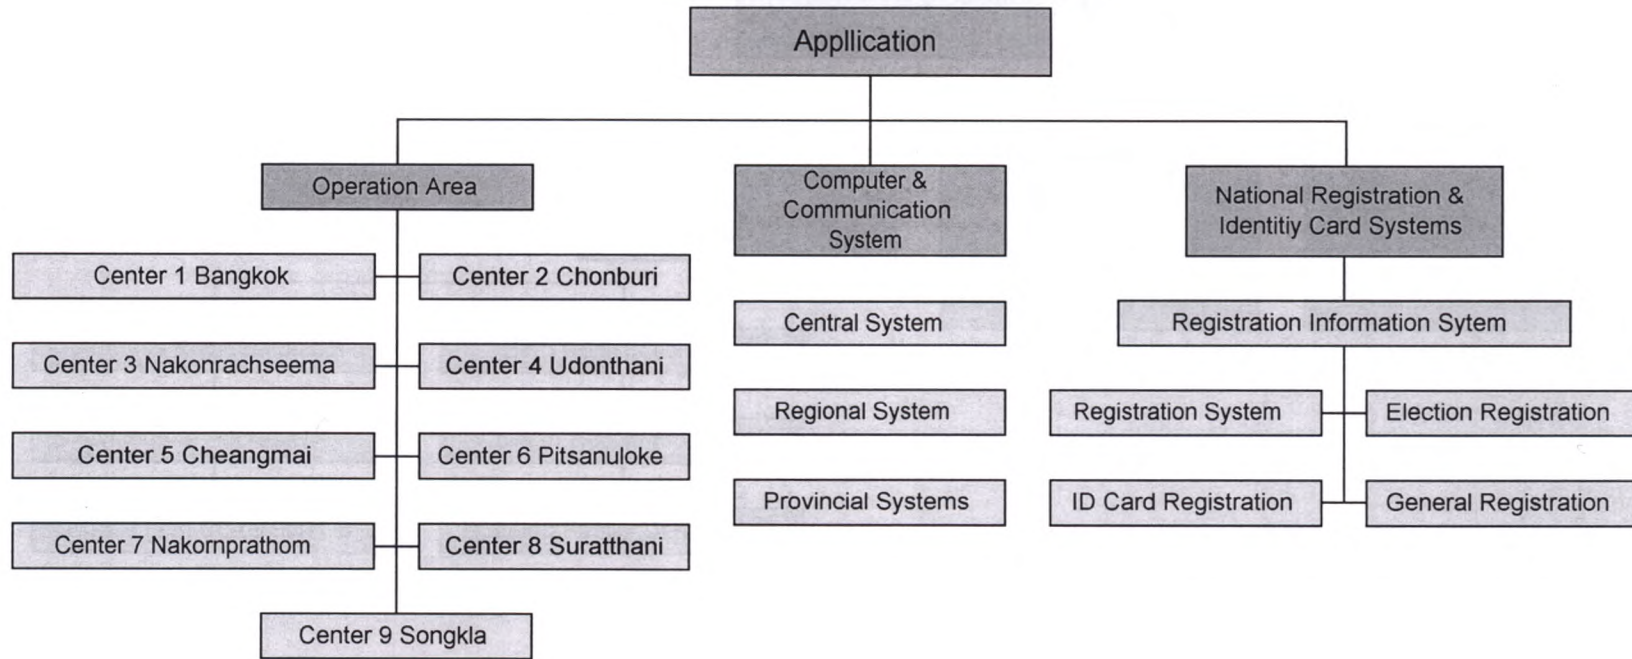 Appllication
Operation Area
Center 1 Bangkok
Center 2 Chonburi
Center 3 Nakonrachseema
Center 4 Udonthani
Center 5 Cheangmai
Center 6 Pitsanuloke
Center 7 Nakornprathom
Center 8 Suratthani
Center 9 Songkla
Computer &
Communication
System
Central System
Regional System
Provincial Systems
National Registration &
Identitiy Card Systems
Registration Information Sytem
Registration System
Election Registration
ID Card Registration
General Registration